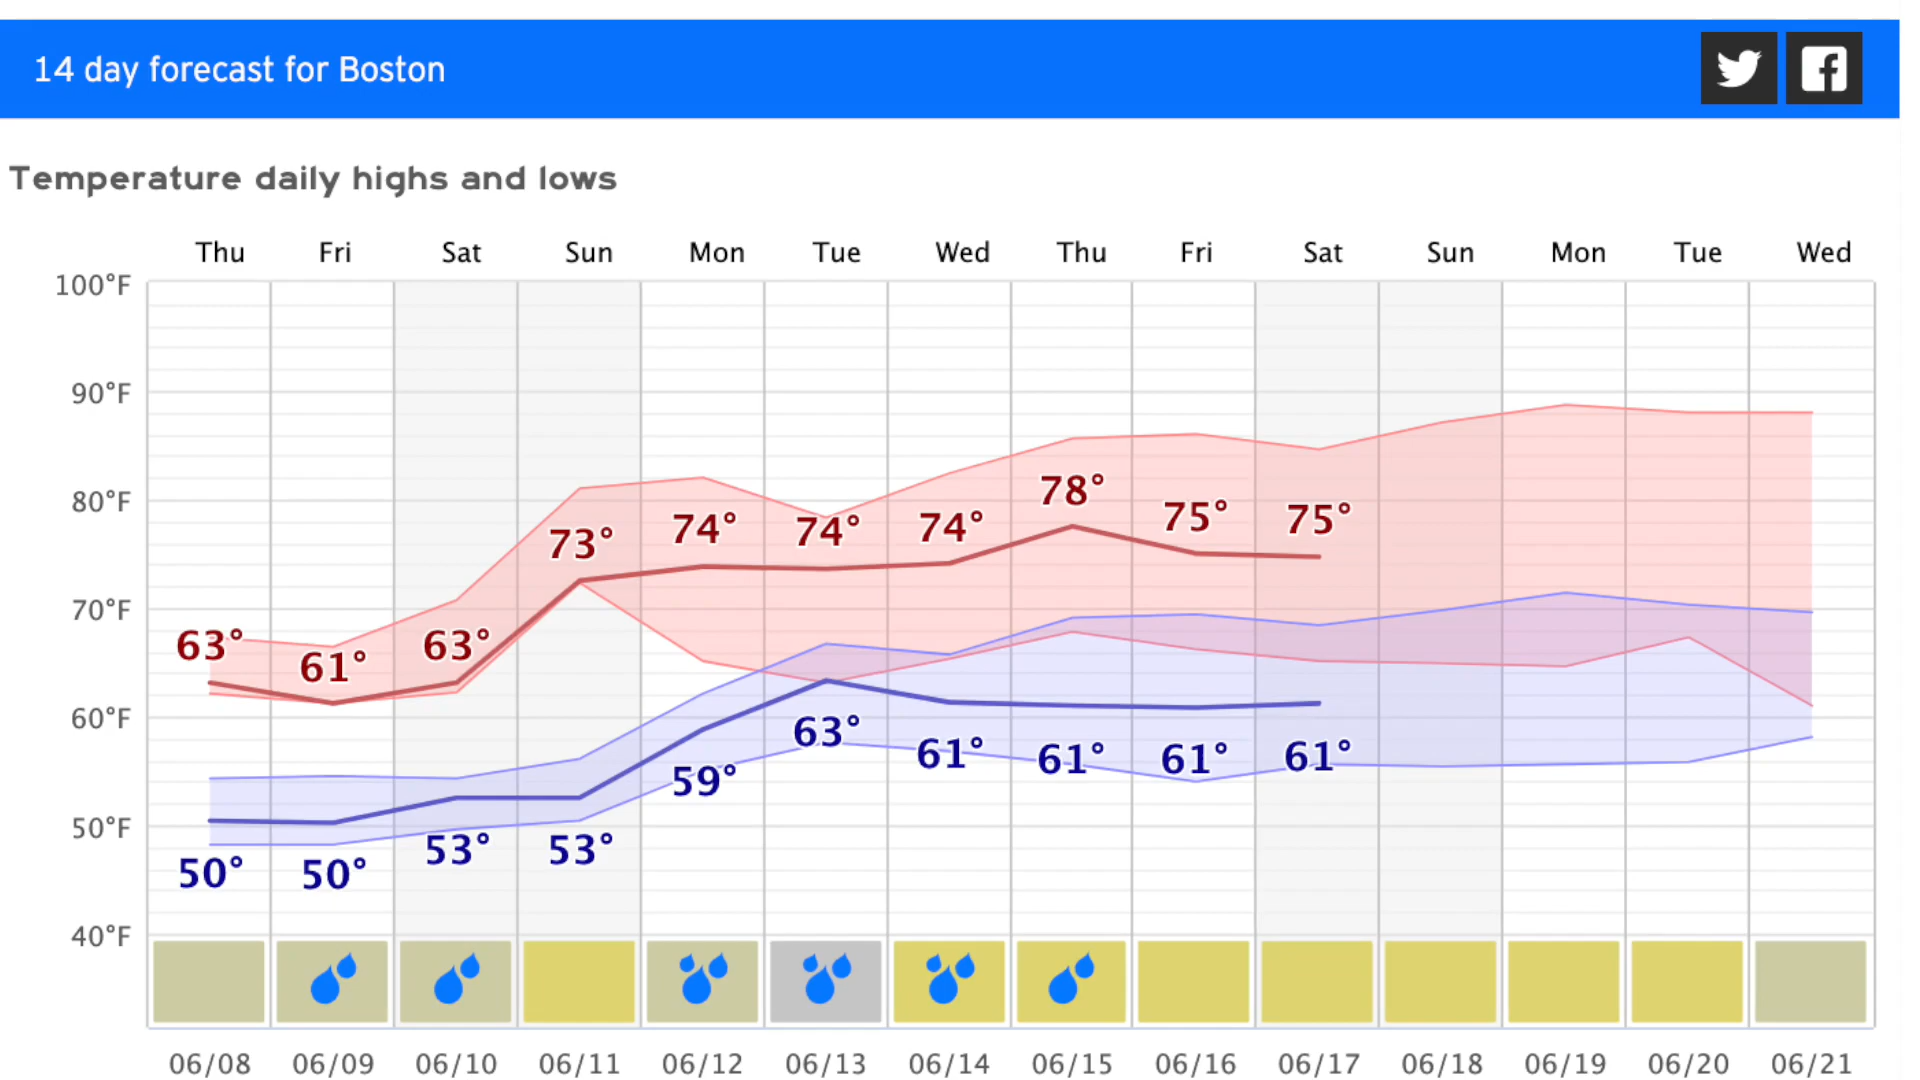 14 day forecast for Boston
Temperature daily highs and lows
Thu Fri Sat Sun Mon Tue Wed Thu Fri Sat Sun Mon Tue Wed
100°F
90°F
80°F
70°F
60°F
50°F
40°F
63° 61° 63° 73° 74° 74° 74° 78° 75° 75°
50° 50° 53° 53° 59° 63° 61° 61° 61° 61°
06/08 06/09 06/10 06/11 06/12 06/13 06/14 06/15 06/16 06/17 06/18 06/19 06/20 06/21